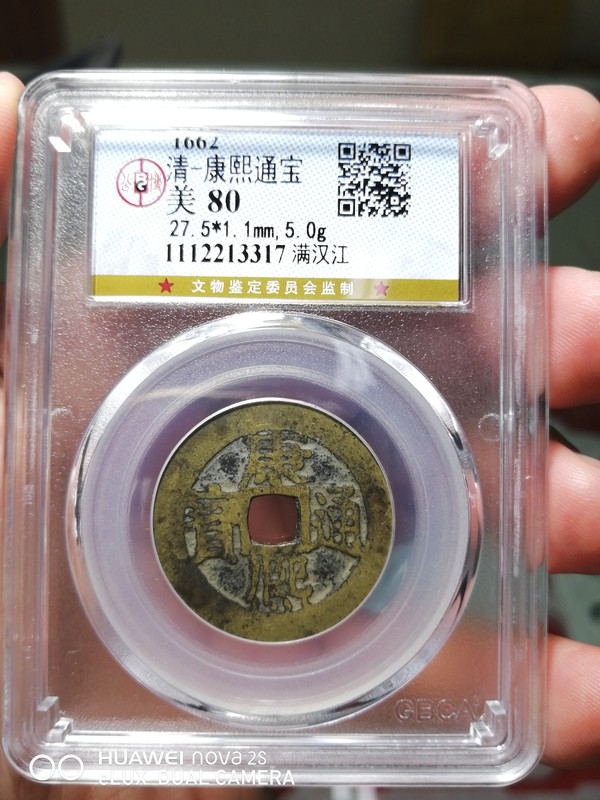 1662
清-康熙通宝
G
美 80
27.5*1.1mm,5.0g
1112213317 满汉江
★ 文物鉴定委员会监制 ★
康
寶 通
熙
GBCA
HUAWEI nova 2S
eLUX DUAL CAMERA